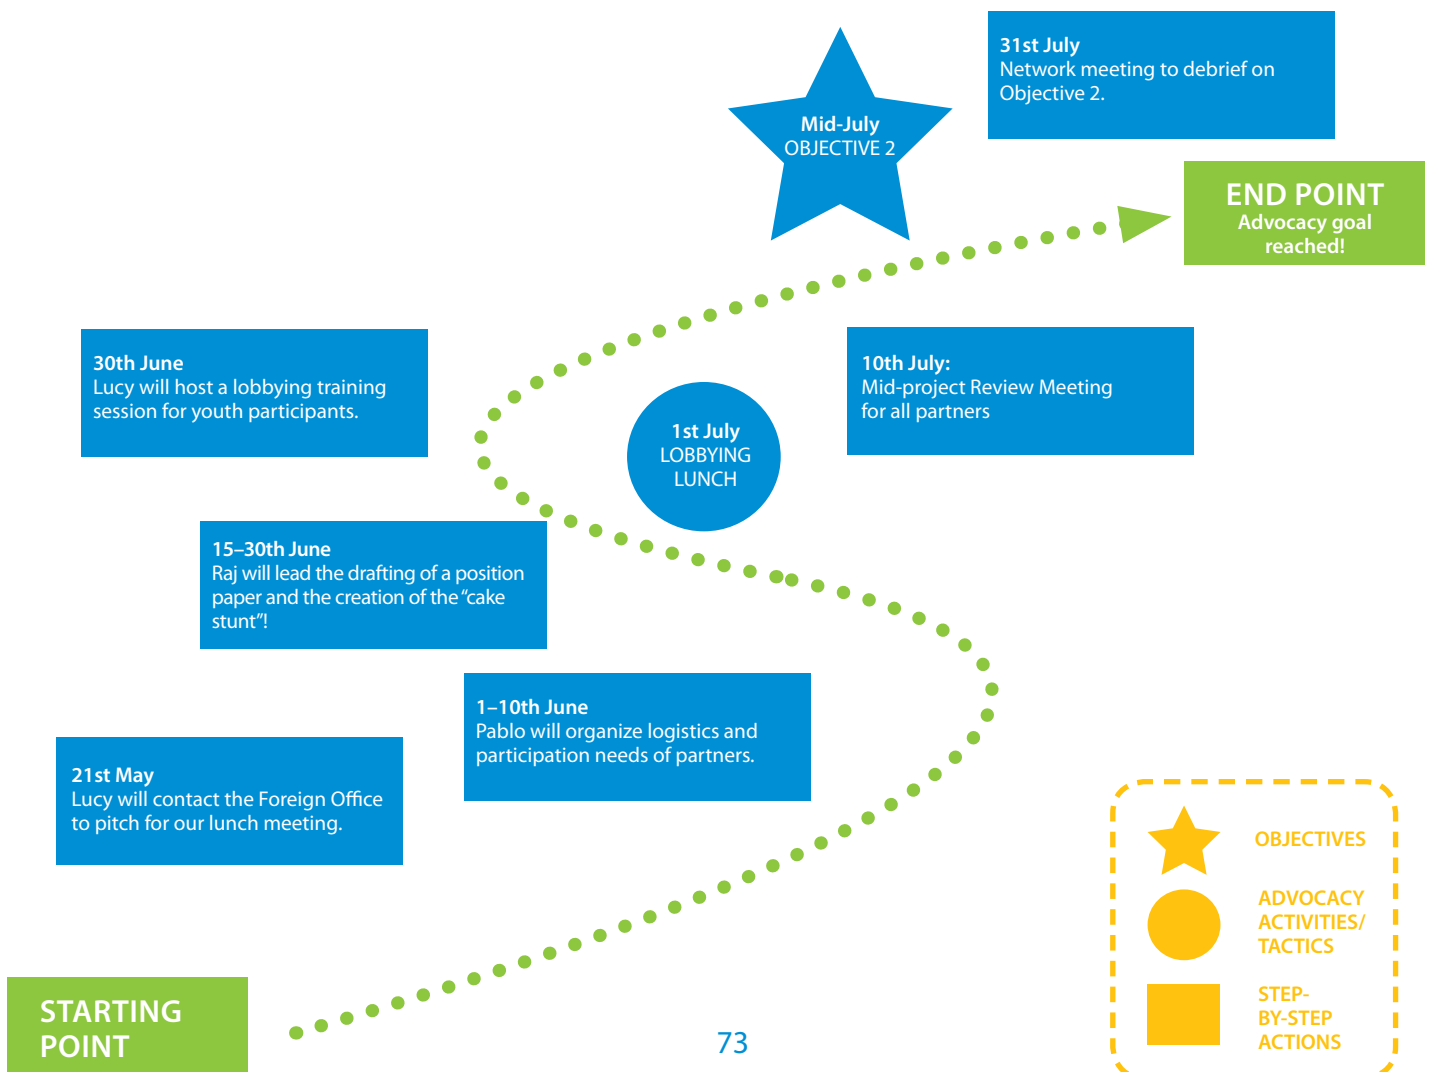 31st July
Network meeting to debrief on
Objective 2.
Mid-July
OBJECTIVE 2
END POINT
Advocacy goal
reached!
30th June
Lucy will host a lobbying training
session for youth participants.
10th July:
Mid-project Review Meeting
for all partners
1st July
LOBBYING
LUNCH
15–30th June
Raj will lead the drafting of a position
paper and the creation of the “cake
stunt”!
1–10th June
Pablo will organize logistics and
participation needs of partners.
21st May
Lucy will contact the Foreign Office
to pitch for our lunch meeting.
OBJECTIVES
ADVOCACY
ACTIVITIES/
TACTICS
STEP-
BY-STEP
ACTIONS
STARTING
POINT
73